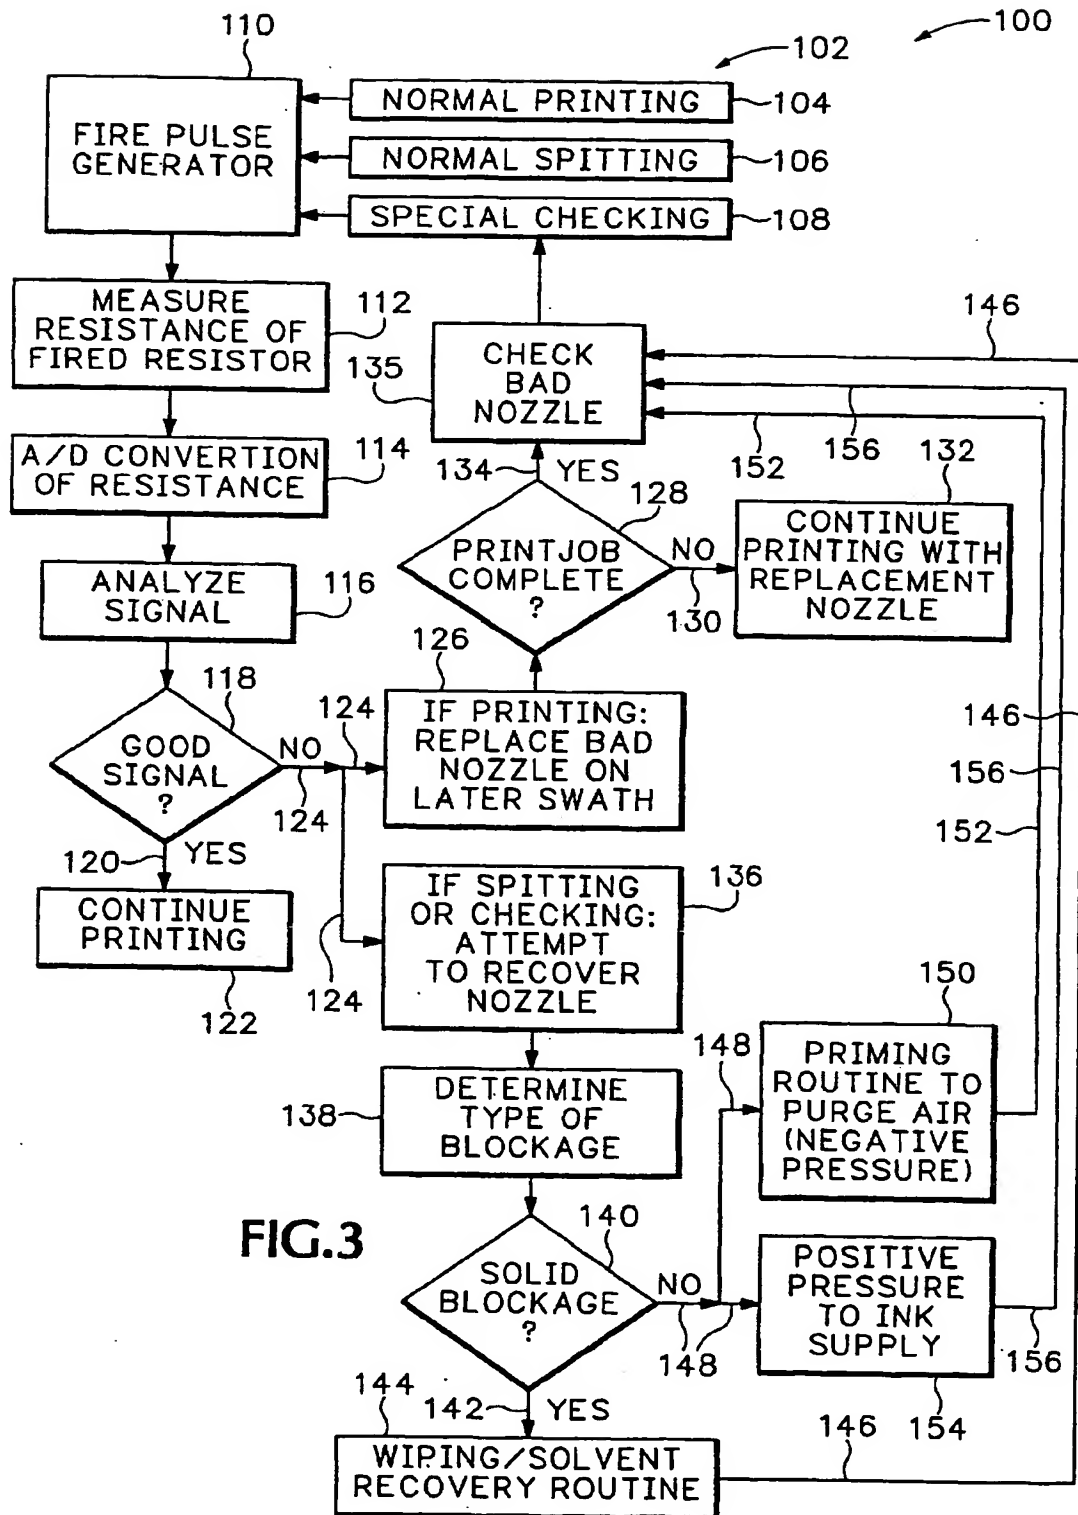 100
102
110
FIRE PULSE
GENERATOR
NORMAL PRINTING
104
NORMAL SPITTING
106
SPECIAL CHECKING
108
MEASURE
RESISTANCE OF
FIRED RESISTOR
112
CHECK
BAD
NOZZLE
135
146
156
152
A/D CONVERTION
OF RESISTANCE
114
134
YES
128
132
PRINTJOB
COMPLETE
?
NO
130
CONTINUE
PRINTING WITH
REPLACEMENT
NOZZLE
ANALYZE
SIGNAL
116
118
GOOD
SIGNAL
?
NO
124
124
126
IF PRINTING:
REPLACE BAD
NOZZLE ON
LATER SWATH
146
156
152
120
YES
CONTINUE
PRINTING
122
124
IF SPITTING
OR CHECKING:
ATTEMPT
TO RECOVER
NOZZLE
136
138
DETERMINE
TYPE OF
BLOCKAGE
148
150
PRIMING
ROUTINE TO
PURGE AIR
(NEGATIVE
PRESSURE)
FIG.3
140
SOLID
BLOCKAGE
?
NO
148
POSITIVE
PRESSURE
TO INK
SUPPLY
156
154
142
YES
144
WIPING/SOLVENT
RECOVERY ROUTINE
146